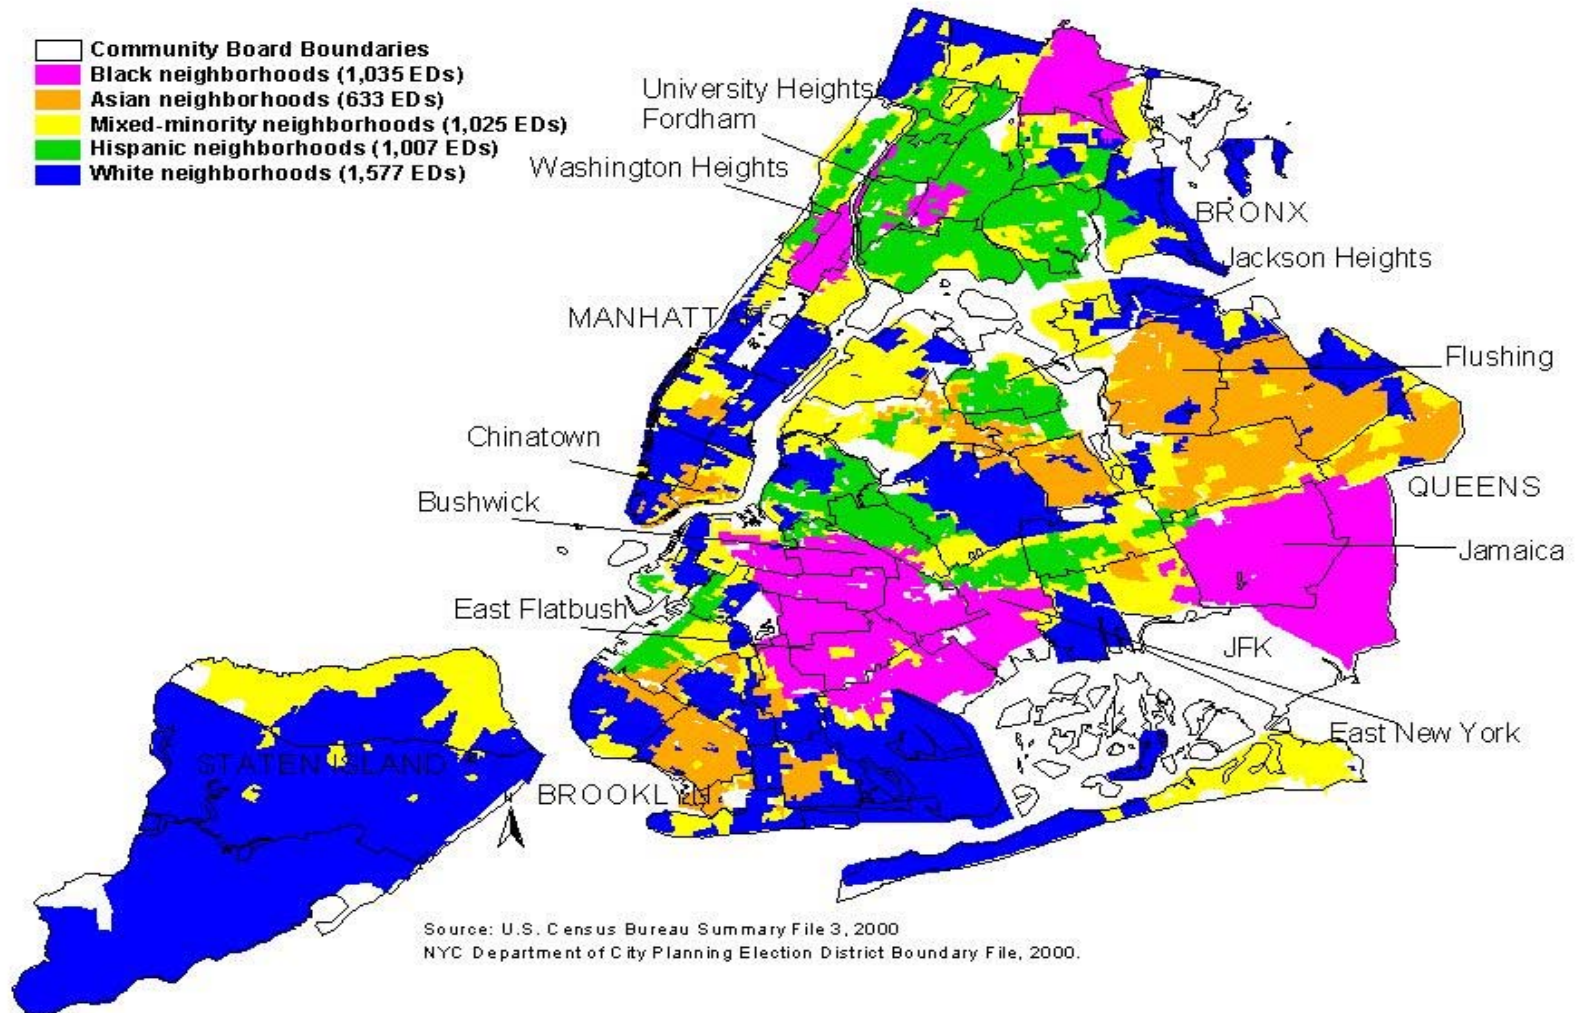 Community Board Boundaries
Black neighborhoods (1,035 EDs)
Asian neighborhoods (633 EDs)
Mixed-minority neighborhoods (1,025 EDs)
Hispanic neighborhoods (1,007 EDs)
White neighborhoods (1,577 EDs)
University Heights/
Fordham
Washington Heights
BRONX
Jackson Heights
MANHATT
Flushing
Chinatown
QUEENS
Bushwick
Jamaica
East Flatbush
JFK
East New York
STATEN ISLAND
BROOKLYN
Source: U.S. Census Bureau Summary File 3, 2000
NYC Department of City Planning Election District Boundary File, 2000.